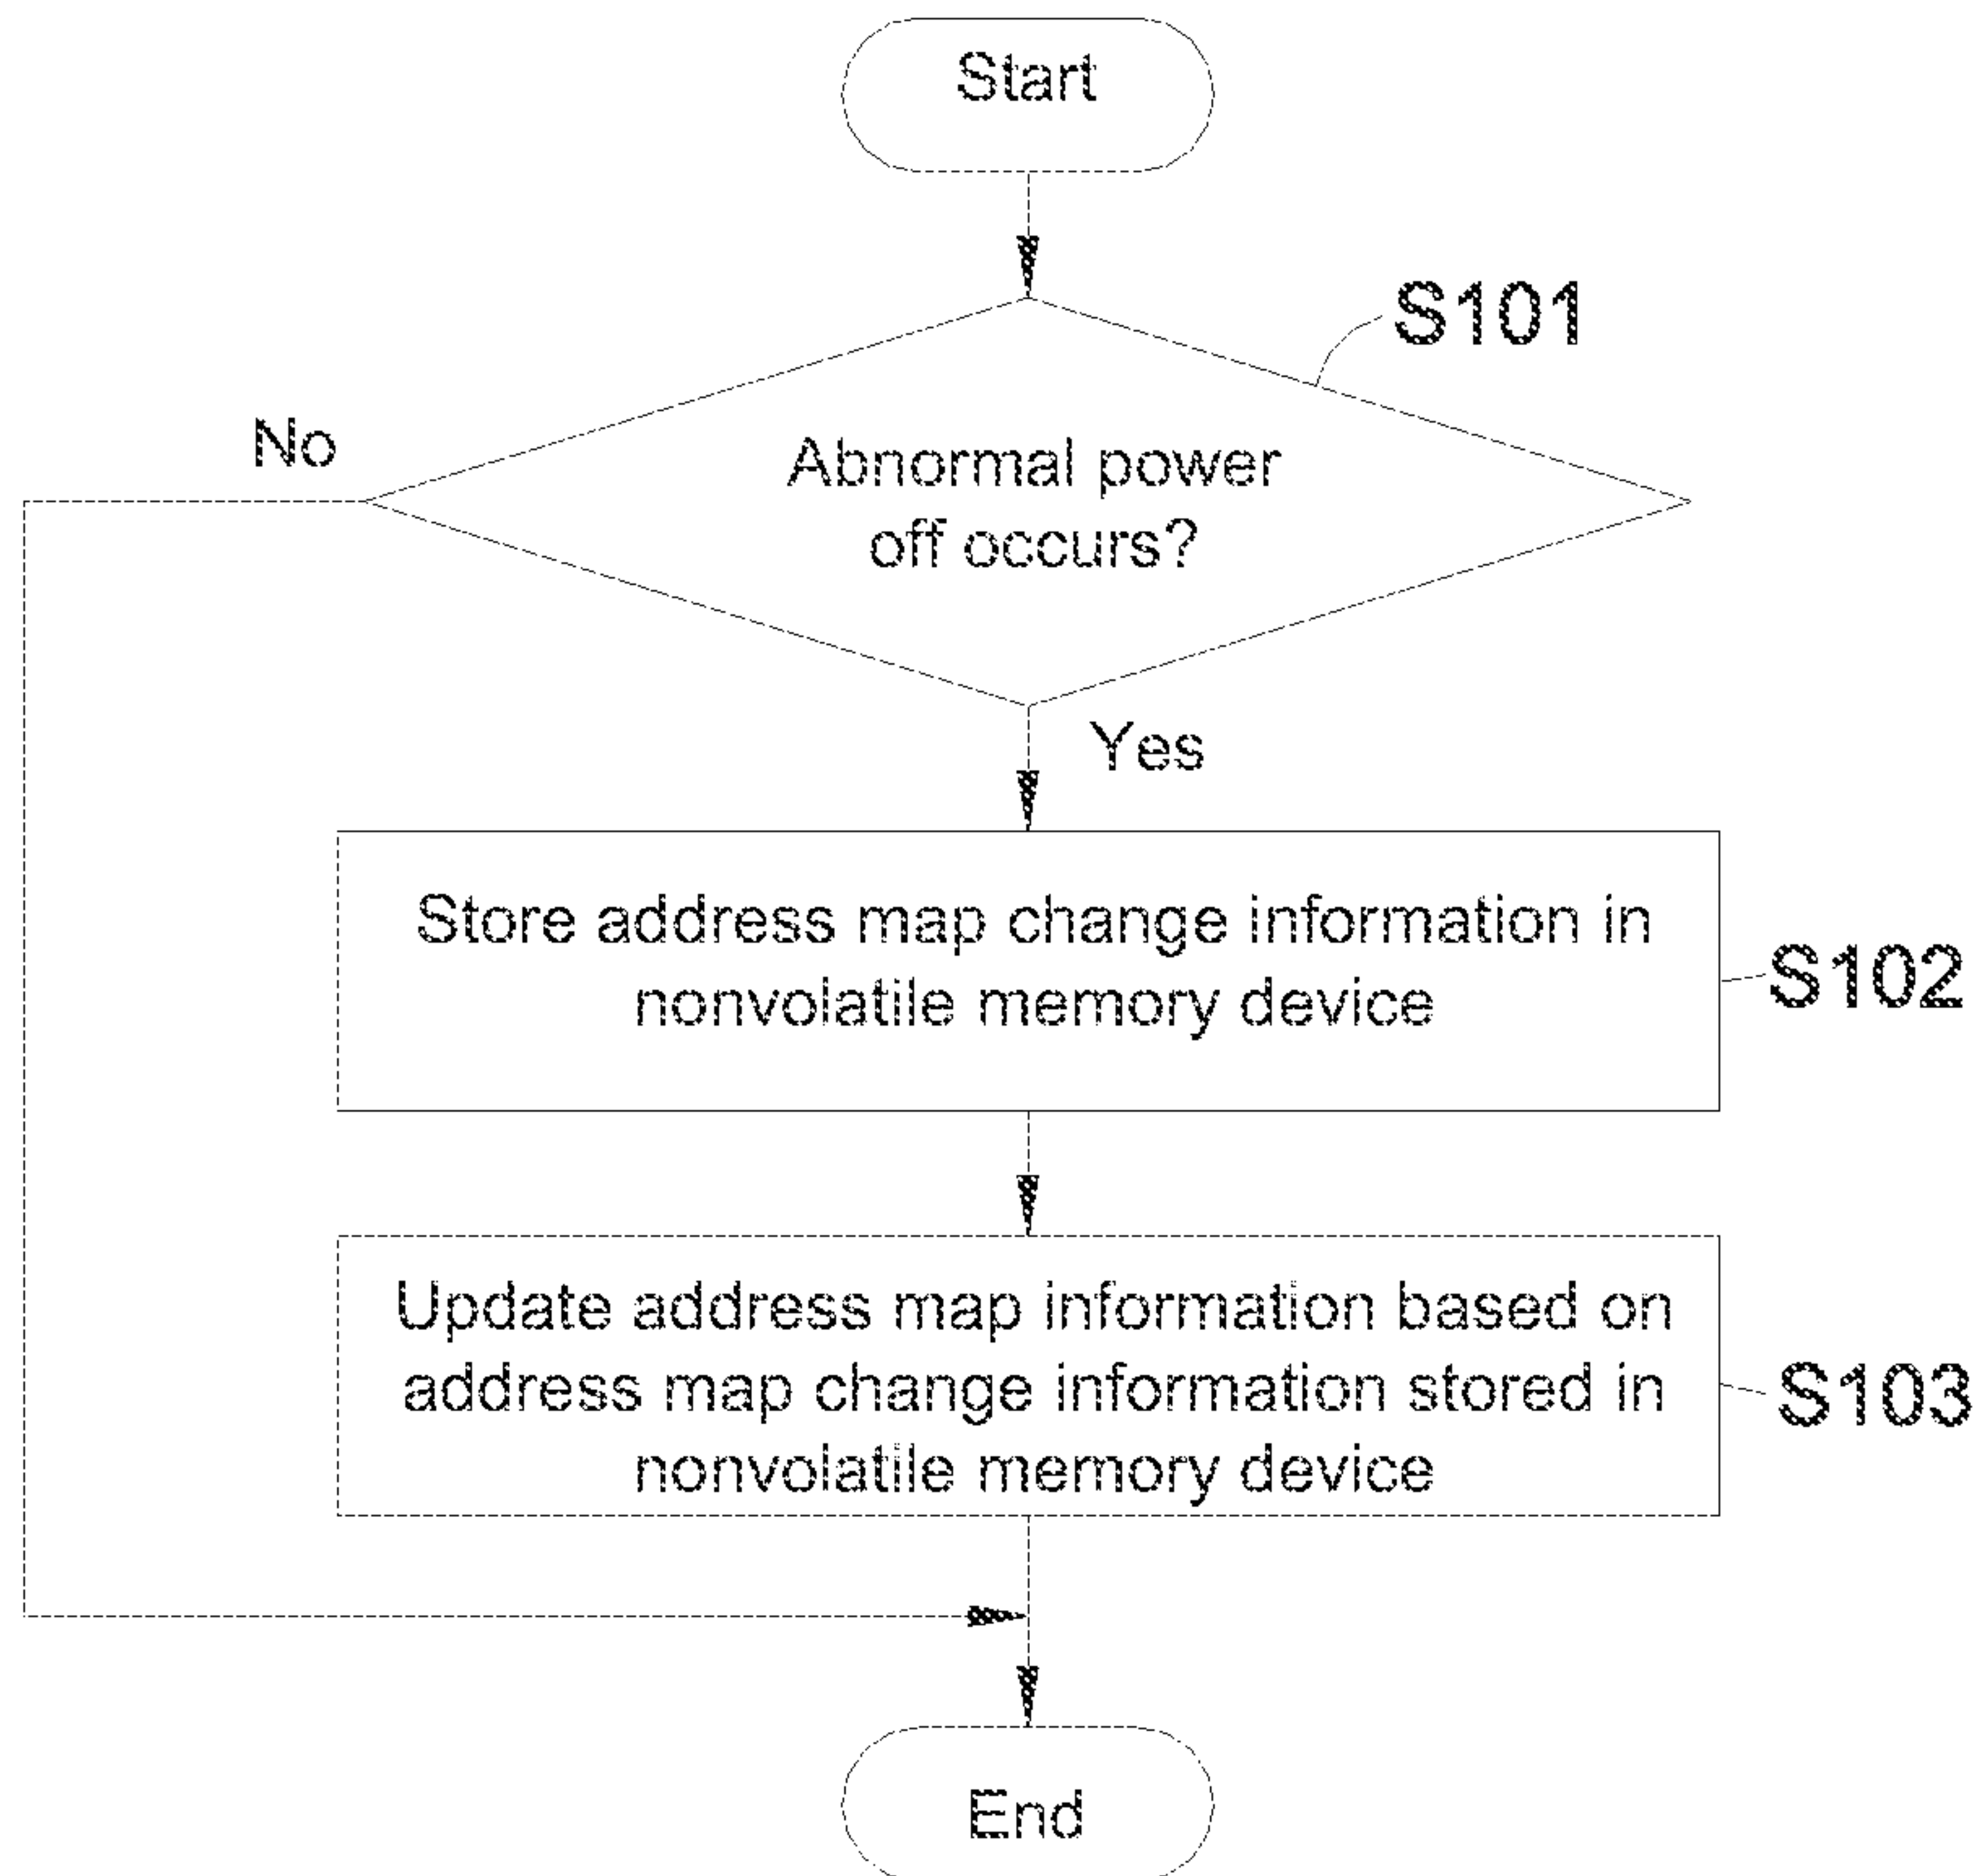 Start
S101
No
Abnormal power
off occurs?
Yes
Store address map change information in
nonvolatile memory device
S102
Update address map information based on
address map change information stored in
nonvolatile memory device
S103
End